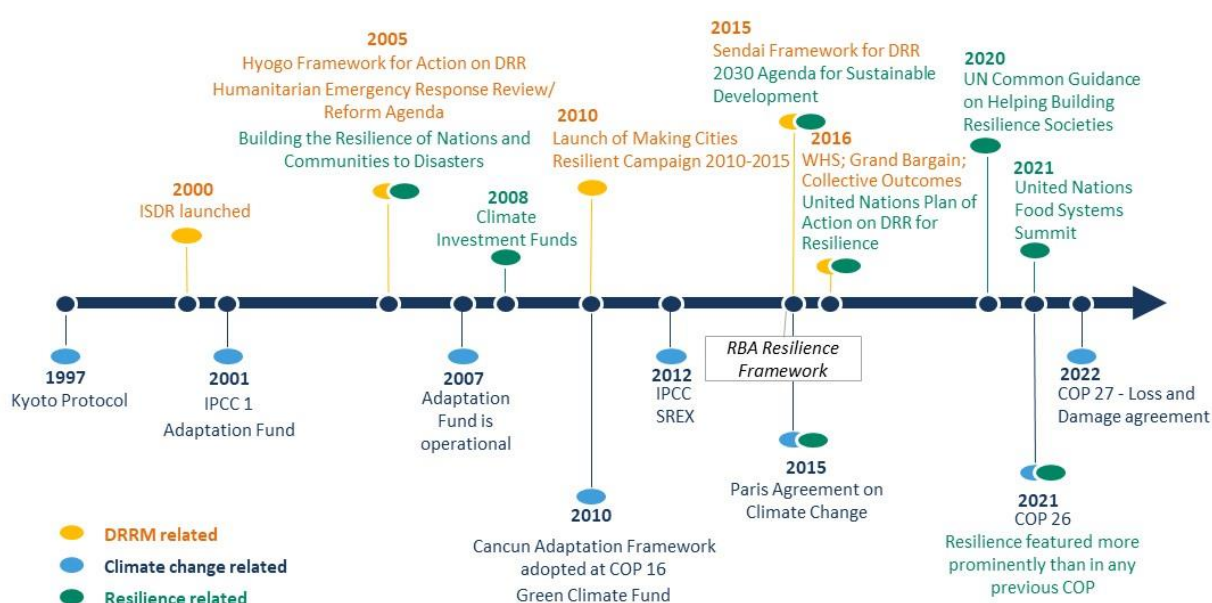 2005
Hyogo Framework for Action on DRR
Humanitarian Emergency Response Review/
Reform Agenda
Building the Resilience of Nations and
Communities to Disasters
2015
Sendai Framework for DRR
2030 Agenda for Sustainable
Development
2020
UN Common Guidance
on Helping Building
Resilience Societies
2010
Launch of Making Cities
Resilient Campaign 2010-2015
2016
WHS; Grand Bargain;
Collective Outcomes
United Nations Plan of
Action on DRR for
Resilience
2021
United Nations
Food Systems
Summit
2000
ISDR launched
2008
Climate
Investment Funds
RBA Resilience
Framework
1997
Kyoto Protocol
2001
IPCC 1
Adaptation Fund
2007
Adaptation
Fund is
operational
2012
IPCC
SREX
2022
COP 27 - Loss and
Damage agreement
2015
Paris Agreement on
Climate Change
2010
Cancun Adaptation Framework
adopted at COP 16
Green Climate Fund
2021
COP 26
Resilience featured more
prominently than in any
previous COP
DRRM related
Climate change related
Resilience related